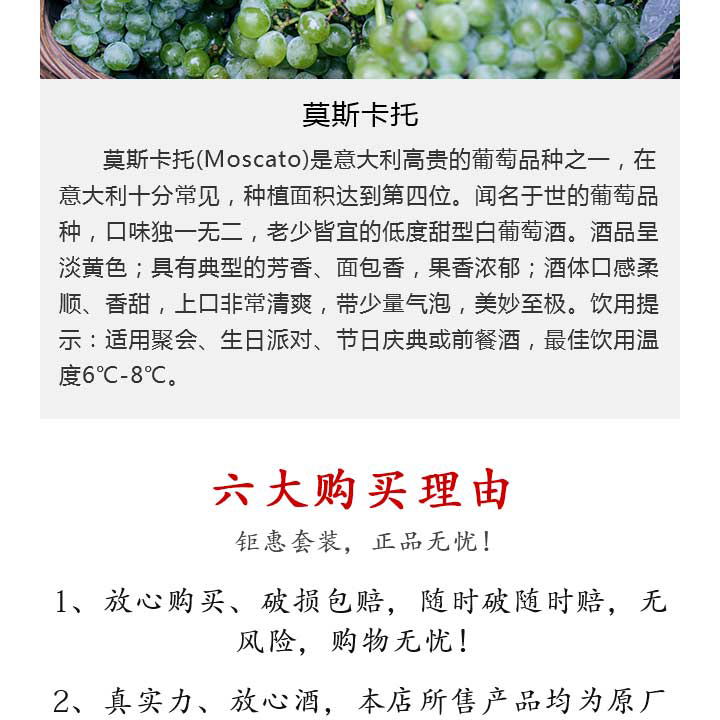 莫斯卡托
莫斯卡托(Moscato)是意大利高贵的葡萄品种之一，在
意大利十分常见，种植面积达到第四位。闻名于世的葡萄品
种，口味独一无二，老少皆宜的低度甜型白葡萄酒。酒品呈
淡黄色；具有典型的芳香、面包香，果香浓郁；酒体口感柔
顺、香甜，上口非常清爽，带少量气泡，美妙至极。饮用提
示：适用聚会、生日派对、节日庆典或前餐酒，最佳饮用温
度6℃-8℃。
六大购买理由
钜惠套装，正品无忧！
1、放心购买、破损包赔，随时破随时赔，无
风险，购物无忧！
2、真实力、放心酒，本店所售产品均为原厂